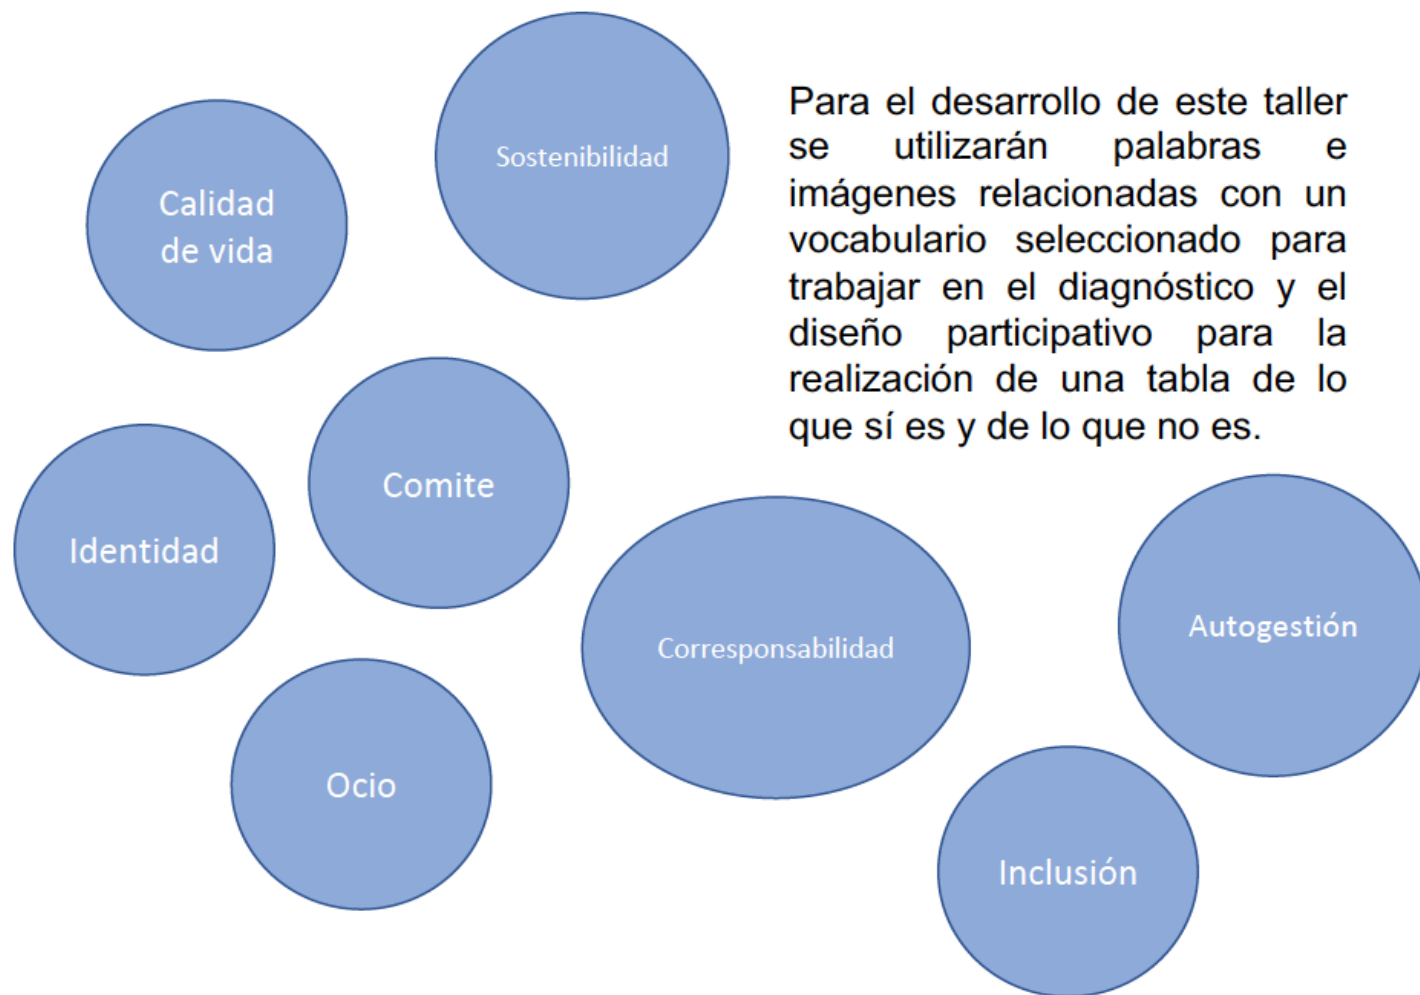 Sostenibilidad
Calidad
de vida
Para el desarrollo de este taller
se utilizarán palabras e
imágenes relacionadas con un
vocabulario seleccionado para
trabajar en el diagnóstico y el
diseño participativo para la
realización de una tabla de lo
que sí es y de lo que no es.
Comite
Identidad
Corresponsabilidad
Autogestión
Ocio
Inclusión